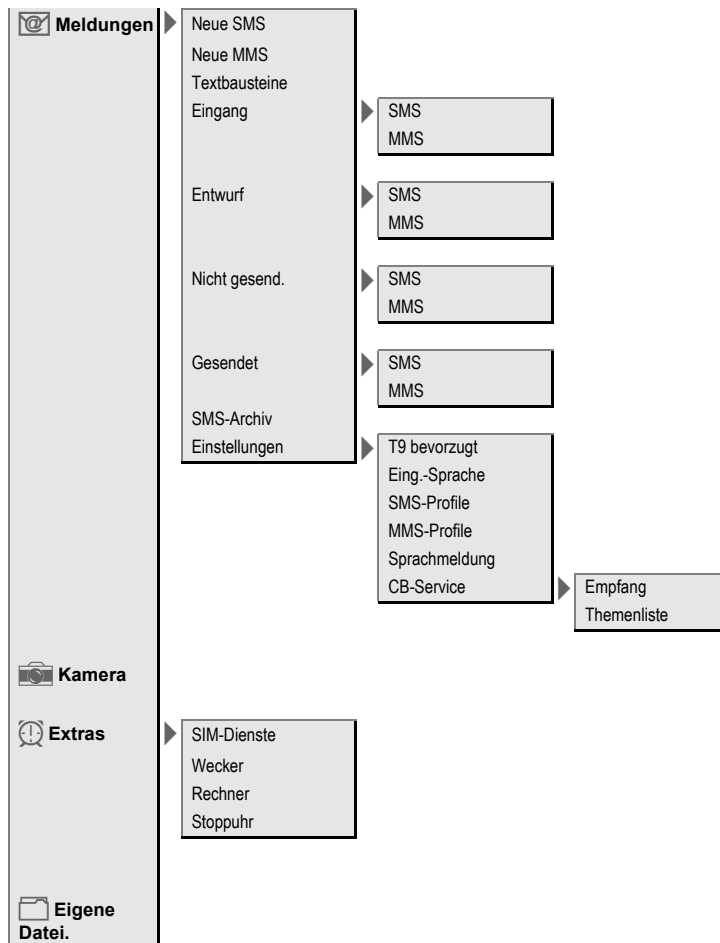 Meldungen
Neue SMS
Neue MMS
Textbausteine
Eingang
SMS
MMS
Entwurf
SMS
MMS
Nicht gesend.
SMS
MMS
Gesendet
SMS
MMS
SMS-Archiv
Einstellungen
T9 bevorzugt
Eing.-Sprache
SMS-Profile
MMS-Profile
Sprachmeldung
CB-Service
Empfang
Themenliste
Kamera
Extras
SIM-Dienste
Wecker
Rechner
Stoppuhr
Eigene
Datei.